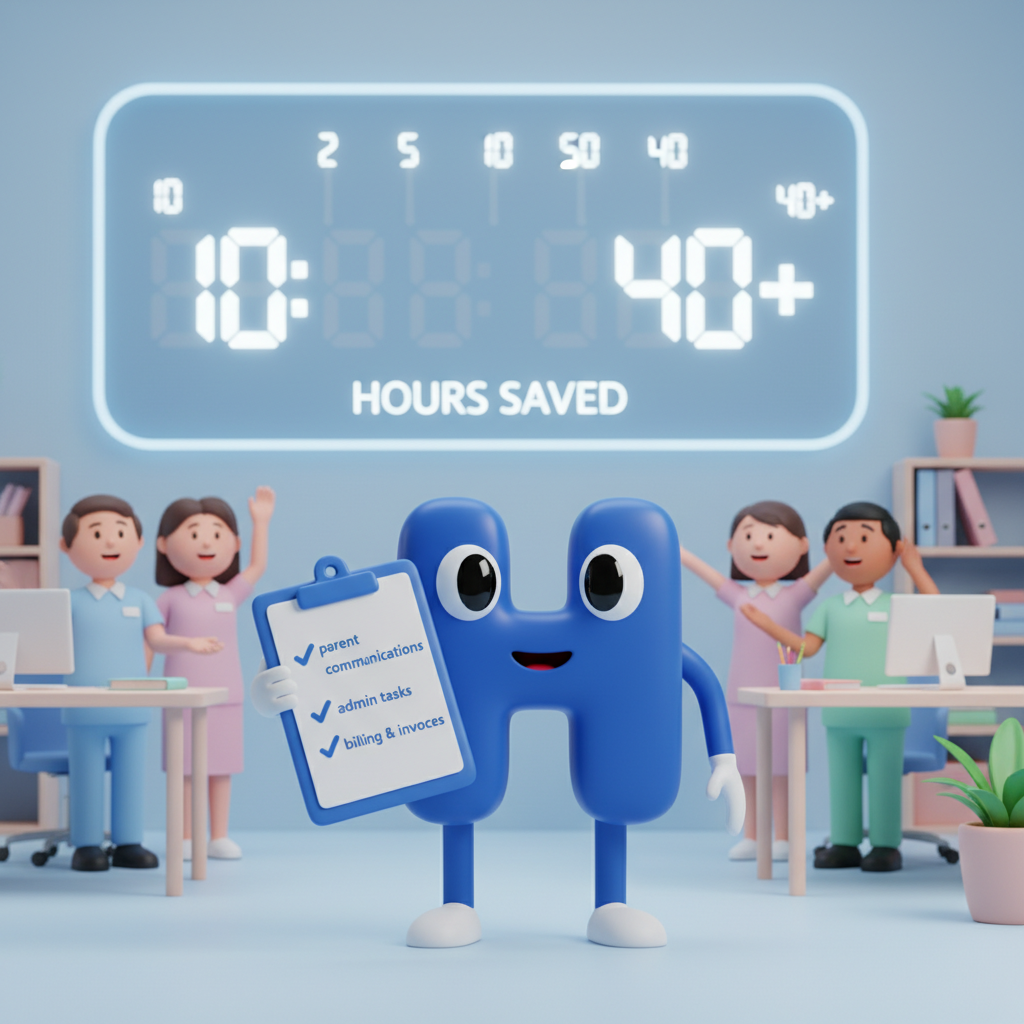 2 5 10 50 40
10 40+
10: 40+
HOURS SAVED
parent
communications
admin tasks
billing & invoces